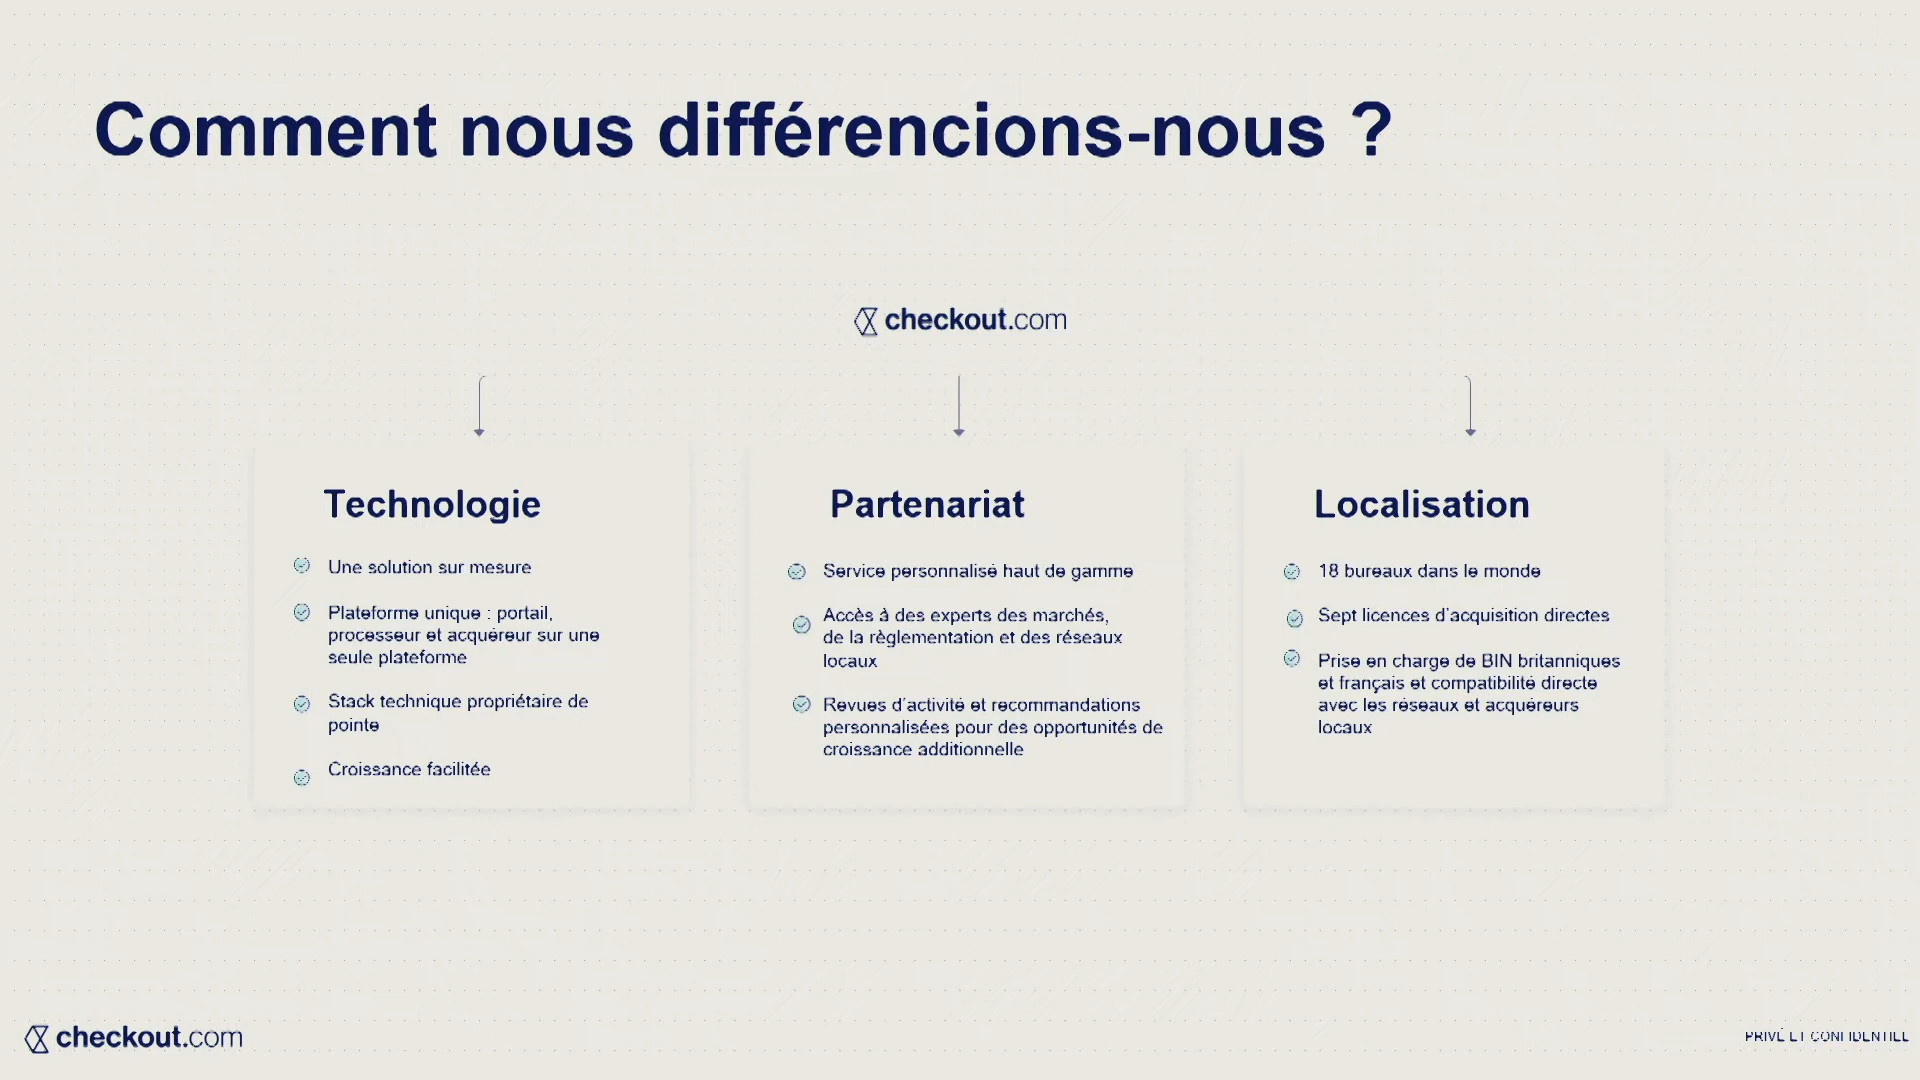 Comment nous différencions-nous ?
checkout.com
Technologie
Une solution sur mesure
Plateforme unique : portail,
processeur et acquéreur sur une
seule plateforme
Stack technique propriétaire de
pointe
Croissance facilitée
Partenariat
Service personnalisé haut de gamme
Accès à des experts des marchés,
de la règlementation et des réseaux
locaux
Revues d'activité et recommandations
personnalisées pour des opportunités de
croissance additionnelle
Localisation
18 bureaux dans le monde
Sept licences d'acquisition directes
Prise en charge de BIN britanniques
et français et compatibilité directe
avec les réseaux et acquéreurs
locaux
checkout.com
PRIVÉ ET CONFIDENTIEL